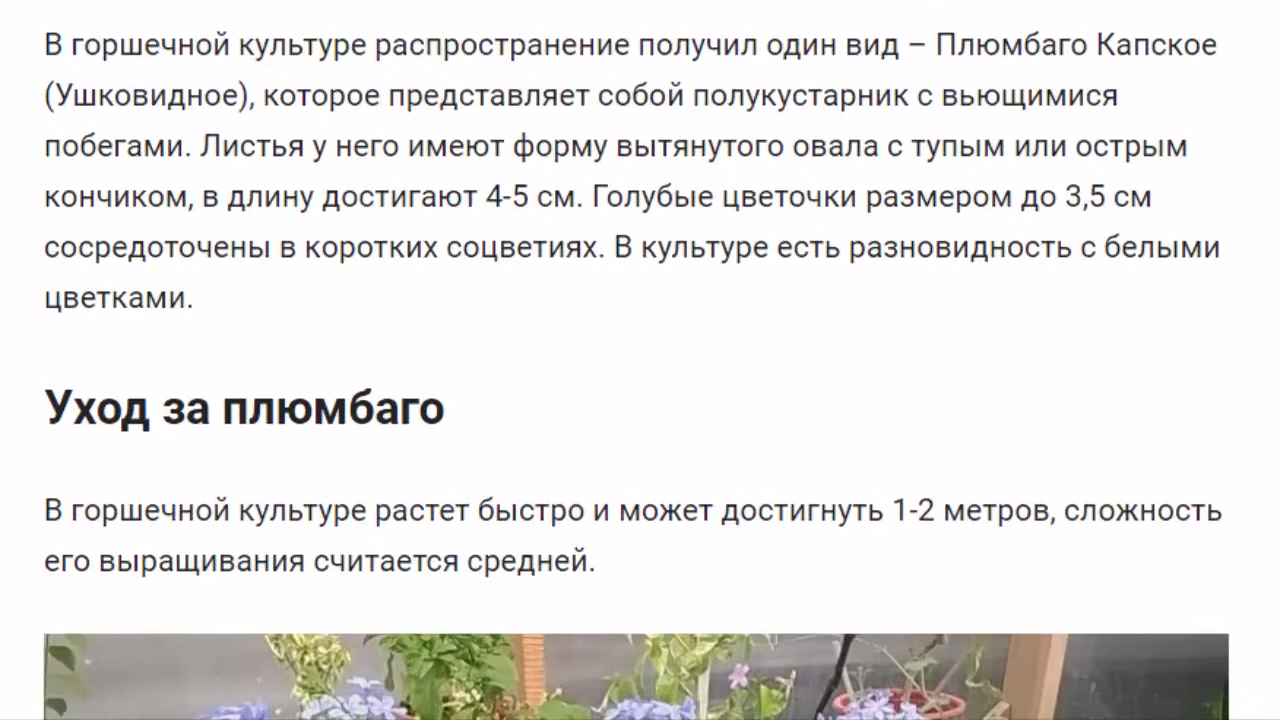 В горшечной культуре распространение получил один вид – Плюмбаго Капское
(Ушковидное), которое представляет собой полукустарник с вьющимися
побегами. Листья у него имеют форму вытянутого овала с тупым или острым
кончиком, в длину достигают 4-5 см. Голубые цветочки размером до 3,5 см
сосредоточены в коротких соцветиях. В культуре есть разновидность с белыми
цветками.
Уход за плюмбаго
В горшечной культуре растет быстро и может достигнуть 1-2 метров, сложность
его выращивания считается средней.